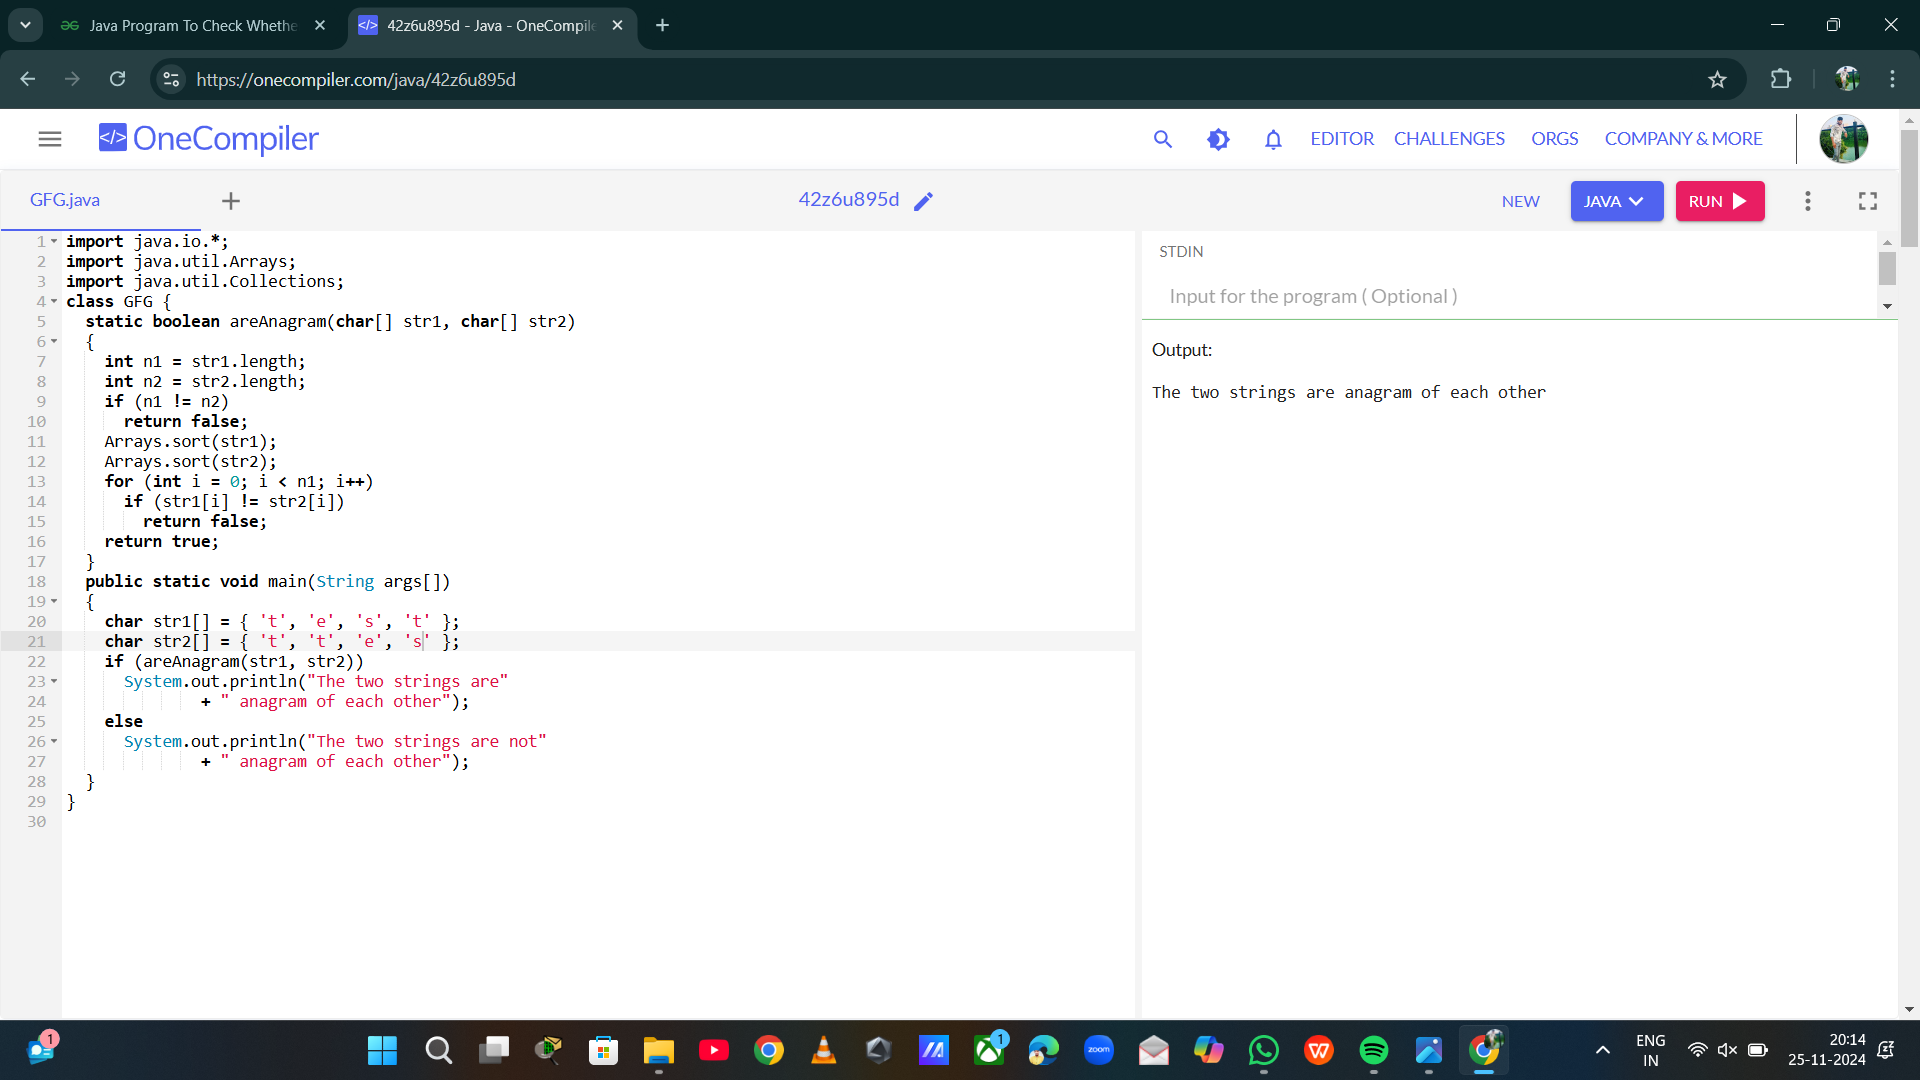 Java Program To Check Whethe
42z6u895d - Java - OneCompile
https://onecompiler.com/java/42z6u895d
</> OneCompiler
EDITOR CHALLENGES ORGS COMPANY & MORE
GFG.java
42z6u895d
NEW JAVA RUN
1 import java.io.*;
2 import java.util.Arrays;
3 import java.util.Collections;
4 class GFG {
5 static boolean areAnagram(char[] str1, char[] str2)
6 {
7 int n1 = str1.length;
8 int n2 = str2.length;
9 if (n1 != n2)
10 return false;
11 Arrays.sort(str1);
12 Arrays.sort(str2);
13 for (int i = 0; i < n1; i++)
14 if (str1[i] != str2[i])
15 return false;
16 return true;
17 }
18 public static void main(String args[])
19 {
20 char str1[] = { 't', 'e', 's', 't' };
21 char str2[] = { 't', 't', 'e', 's' };
22 if (areAnagram(str1, str2))
23 System.out.println("The two strings are"
24 + " anagram of each other");
25 else
26 System.out.println("The two strings are not"
27 + " anagram of each other");
28 }
29 }
30
STDIN
Input for the program ( Optional )
Output:
The two strings are anagram of each other
1
1
zoom
W
ENG
IN
20:14
25-11-2024